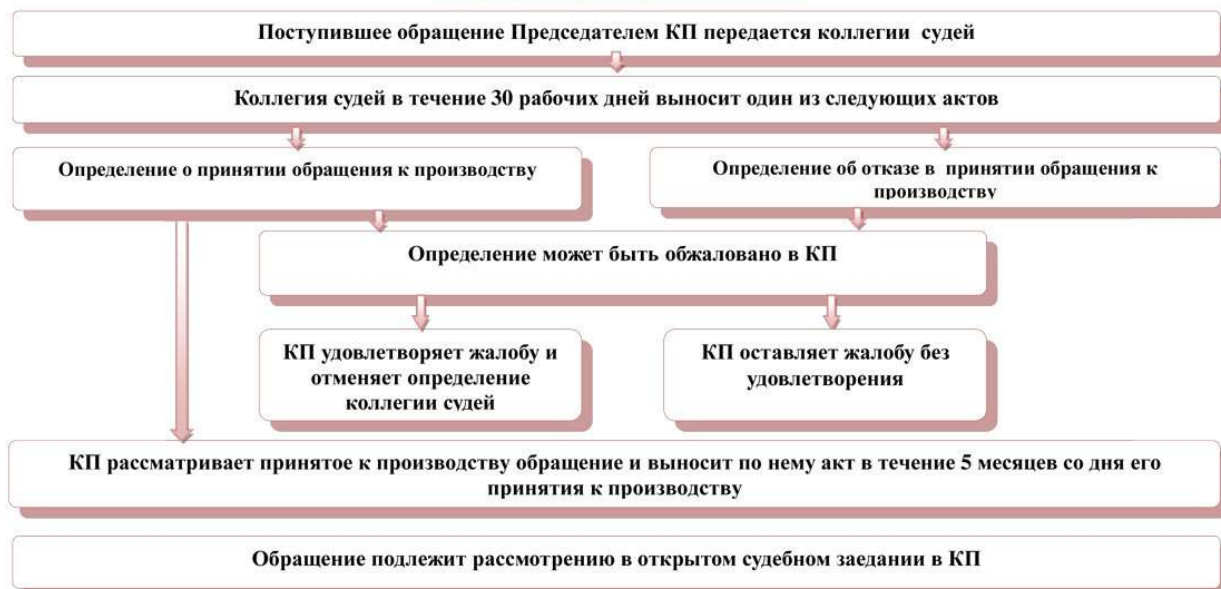 Поступившее обращение Председателем КП передается коллегии судей
Коллегия судей в течение 30 рабочих дней выносит один из следующих актов
Определение о принятии обращения к производству
Определение об отказе в принятии обращения к
производству
Определение может быть обжаловано в КП
КП удовлетворяет жалобу и
отменяет определение
коллегии судей
КП оставляет жалобу без
удовлетворения
КП рассматривает принятое к производству обращение и выносит по нему акт в течение 5 месяцев со дня его
принятия к производству
Обращение подлежит рассмотрению в открытом судебном заедании в КП